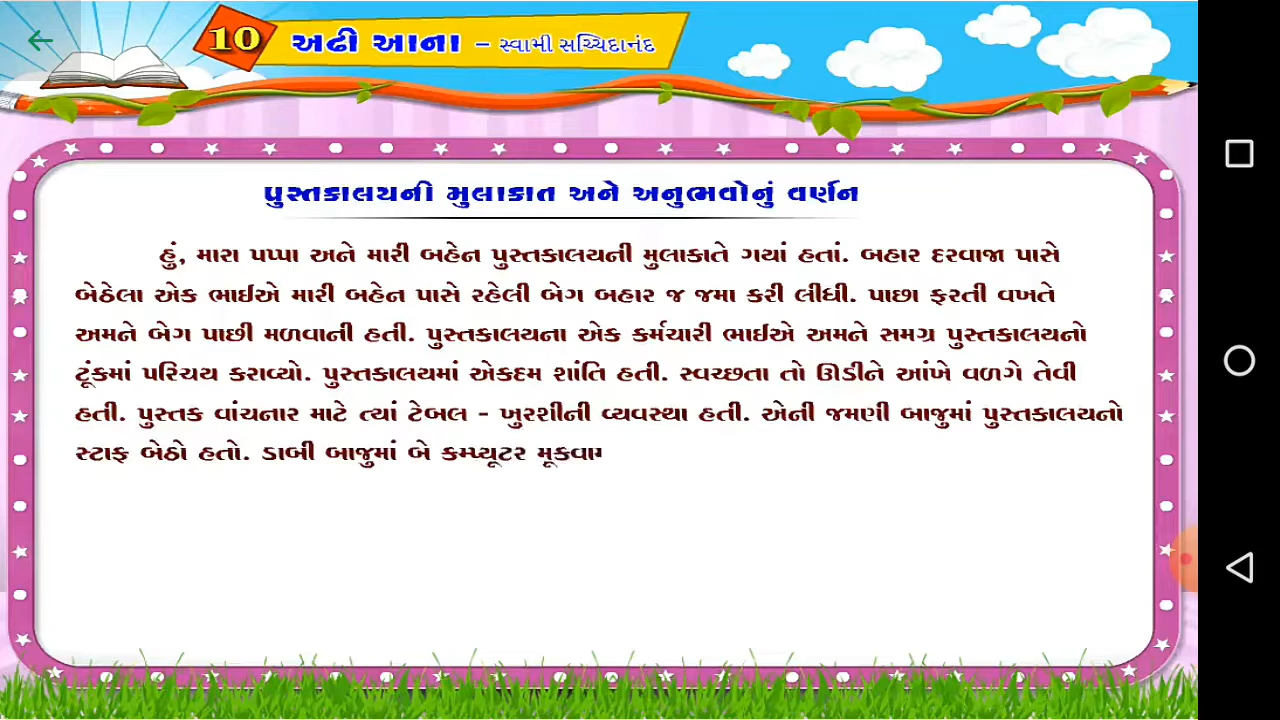 10 અઢી આના – સ્વામી સચ્ચિદાનંદ
પુસ્તકાલયની મુલાકાત અને અનુભવોનું વર્ણન
હું, મારા પપ્પા અને મારી બહેન પુસ્તકાલયની મુલાકાતે ગયાં હતાં. બહાર દરવાજા પાસે
બેઠેલા એક ભાઈએ મારી બહેન પાસે રહેલી બેગ બહાર જ જમા કરી લીધી. પાછા ફરતી વખતે
અમને બેગ પાછી મળવાની હતી. પુસ્તકાલયના એક કર્મચારી ભાઈએ અમને સમગ્ર પુસ્તકાલયનો
ટૂંકમાં પરિચય કરાવ્યો. પુસ્તકાલયમાં એકદમ શાંતિ હતી. સ્વચ્છતા તો ઊડીને આંખે વળગે તેવી
હતી. પુસ્તક વાંચનાર માટે ત્યાં ટેબલ - ખુરશીની વ્યવસ્થા હતી. એની જમણી બાજુમાં પુસ્તકાલયનો
સ્ટાફ બેઠો હતો. ડાબી બાજુમાં બે કમ્પ્યૂટર